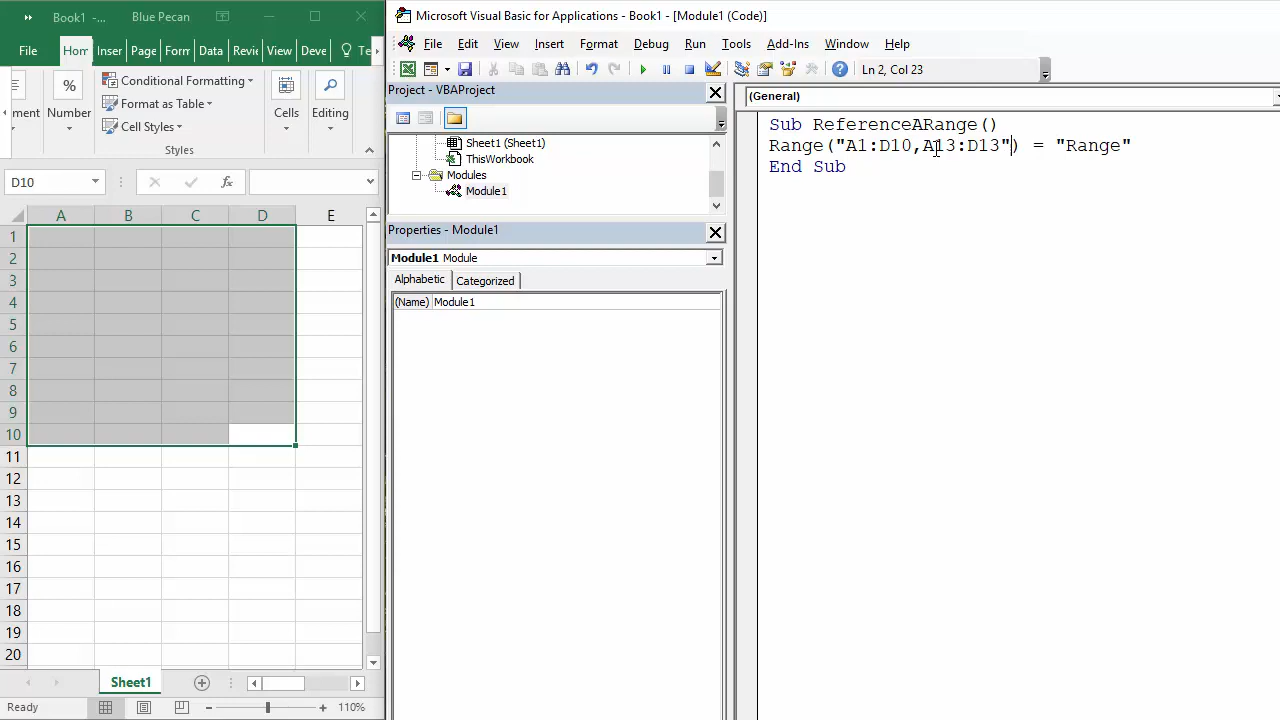 Book1 -...
Blue Pecan
File
Hom
Inser
Page
Form
Data
Revie
View
Deve
Te
ment
Number
Conditional Formatting
Format as Table
Cell Styles
Styles
Cells
Editing
D10
fx
A B C D E
1
2
3
4
5
6
7
8
9
10
11
12
13
14
15
16
17
18
19
20
Sheet1
Ready
110%
Microsoft Visual Basic for Applications - Book1 - [Module1 (Code)]
File Edit View Insert Format Debug Run Tools Add-Ins Window Help
Ln 2, Col 23
Project - VBAProject
Sheet1 (Sheet1)
ThisWorkbook
Modules
Module1
Properties - Module1
Module1 Module
Alphabetic Categorized
(Name) Module1
(General)
Sub ReferenceARange()
Range("A1:D10,A13:D13") = "Range"
End Sub